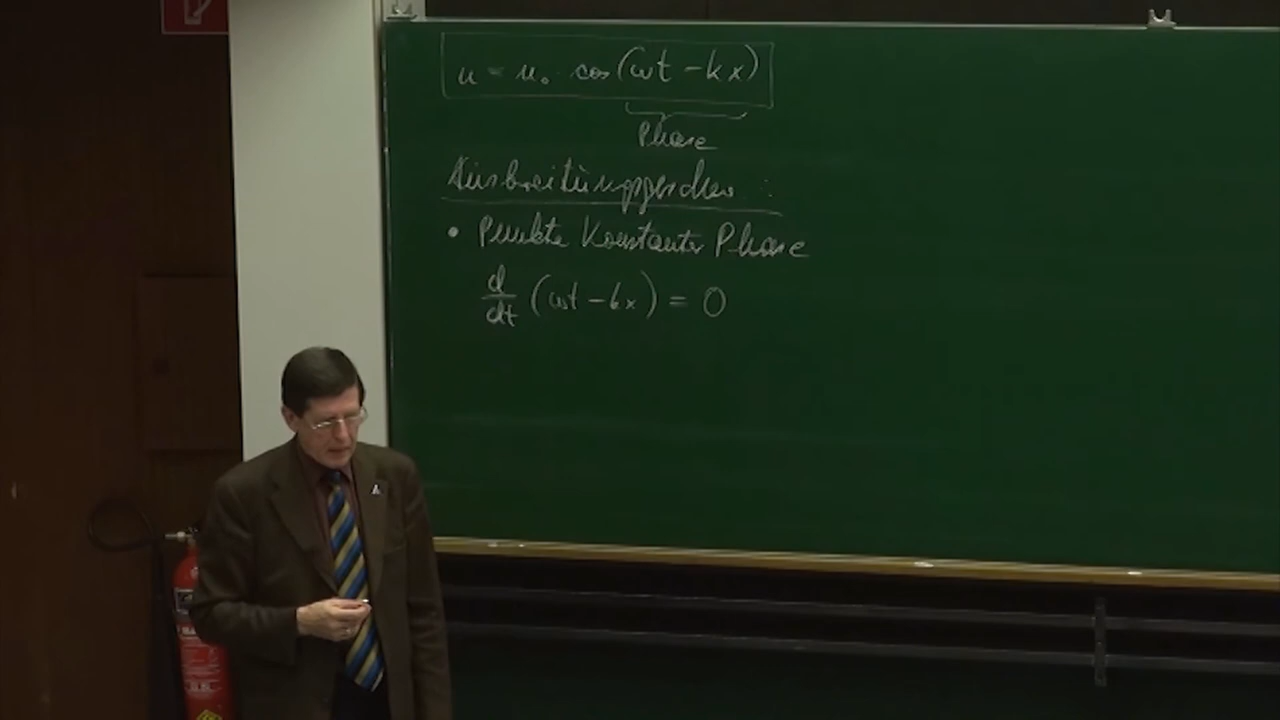 u = u₀ cos(ωt − kx)
Phase
Ausbreitungsgeschw :
• Punkte konstanter Phase
d/dt (ωt − kx) = 0